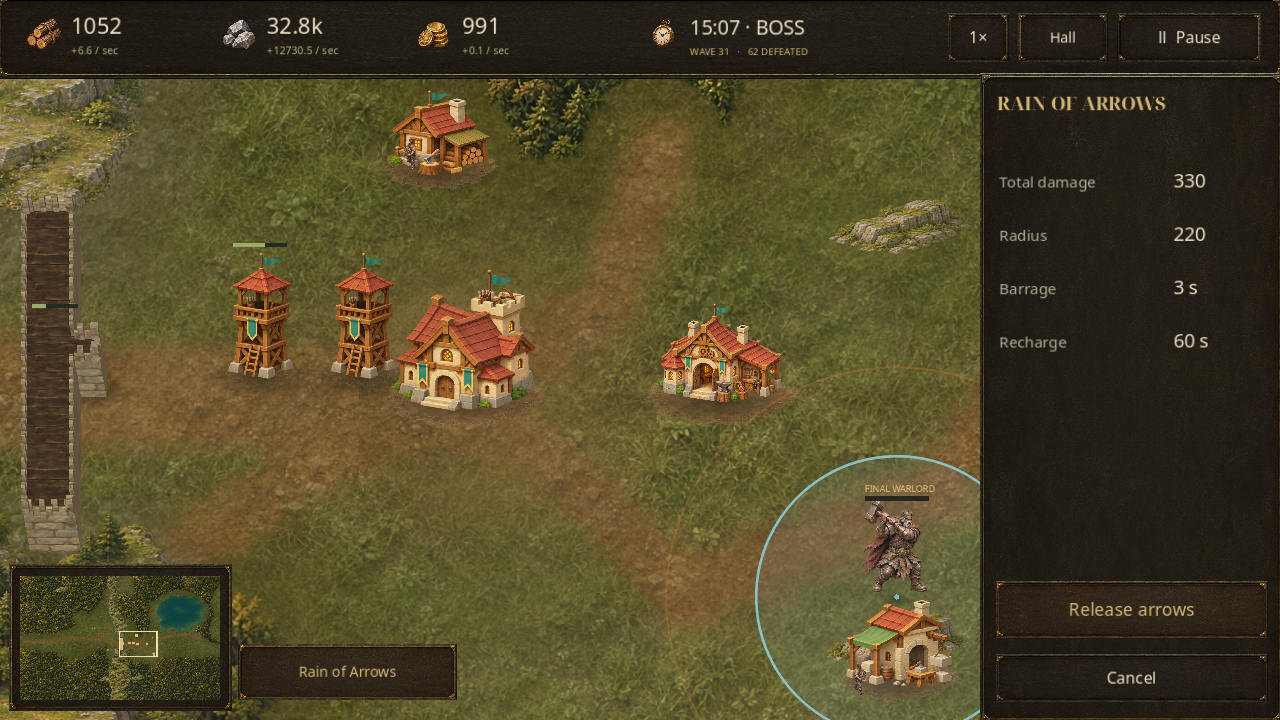 1052
+6.6 / sec
32.8k
+12730.5 / sec
991
+0.1 / sec
15:07 · BOSS
WAVE 31 · 62 DEFEATED
1×
Hall
II Pause
RAIN OF ARROWS
Total damage 330
Radius 220
Barrage 3 s
Recharge 60 s
FINAL WARLORD
Release arrows
Rain of Arrows
Cancel